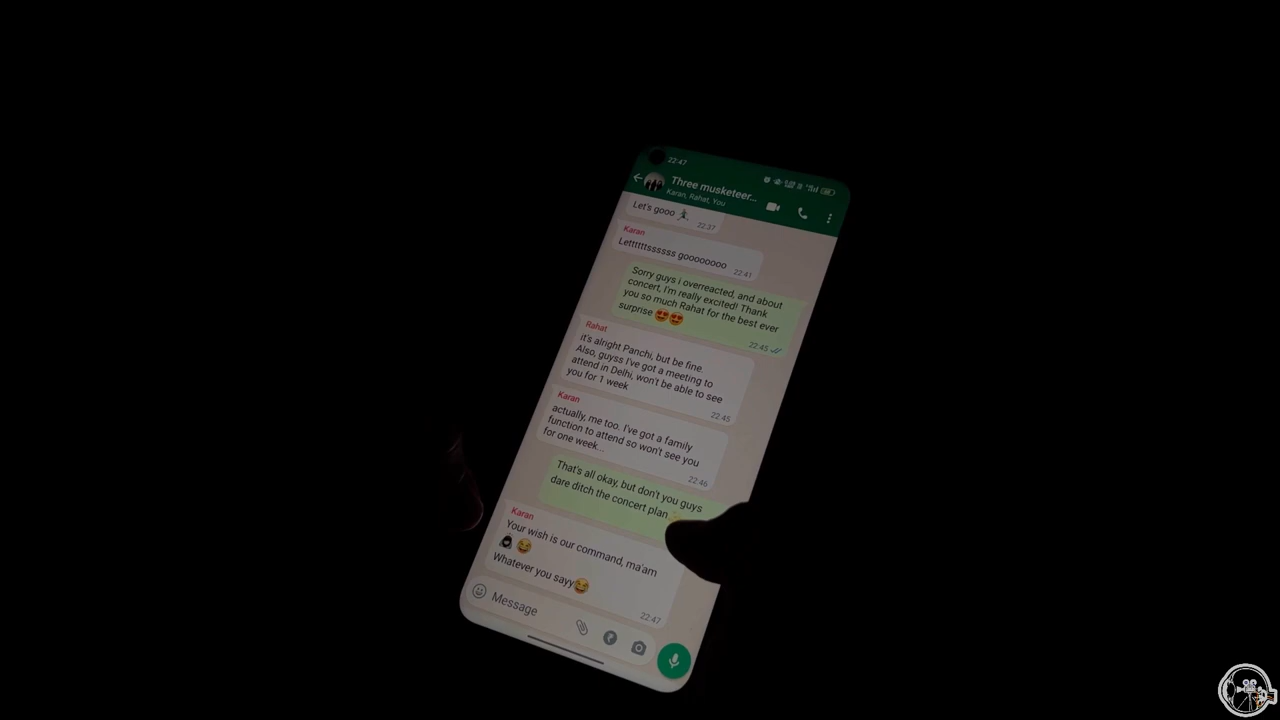 22:47
Three musketeer...
Karan, Rahat, You
Let's gooo
22:37
Karan
Lettttttssssss goooooooo
22:41
Sorry guys i overreacted, and about
concert, I'm really excited! Thank
you so much Rahat for the best ever
surprise 😍😍
22:45
Rahat
it's alright Panchi, but be fine.
Also, guyss I've got a meeting to
attend in Delhi, won't be able to see
you for 1 week
22:45
Karan
actually, me too. I've got a family
function to attend so won't see you
for one week...
22:46
That's all okay, but don't you guys
dare ditch the concert plan
Karan
Your wish is our command, ma'am
😂
Whatever you sayy😂
22:47
Message